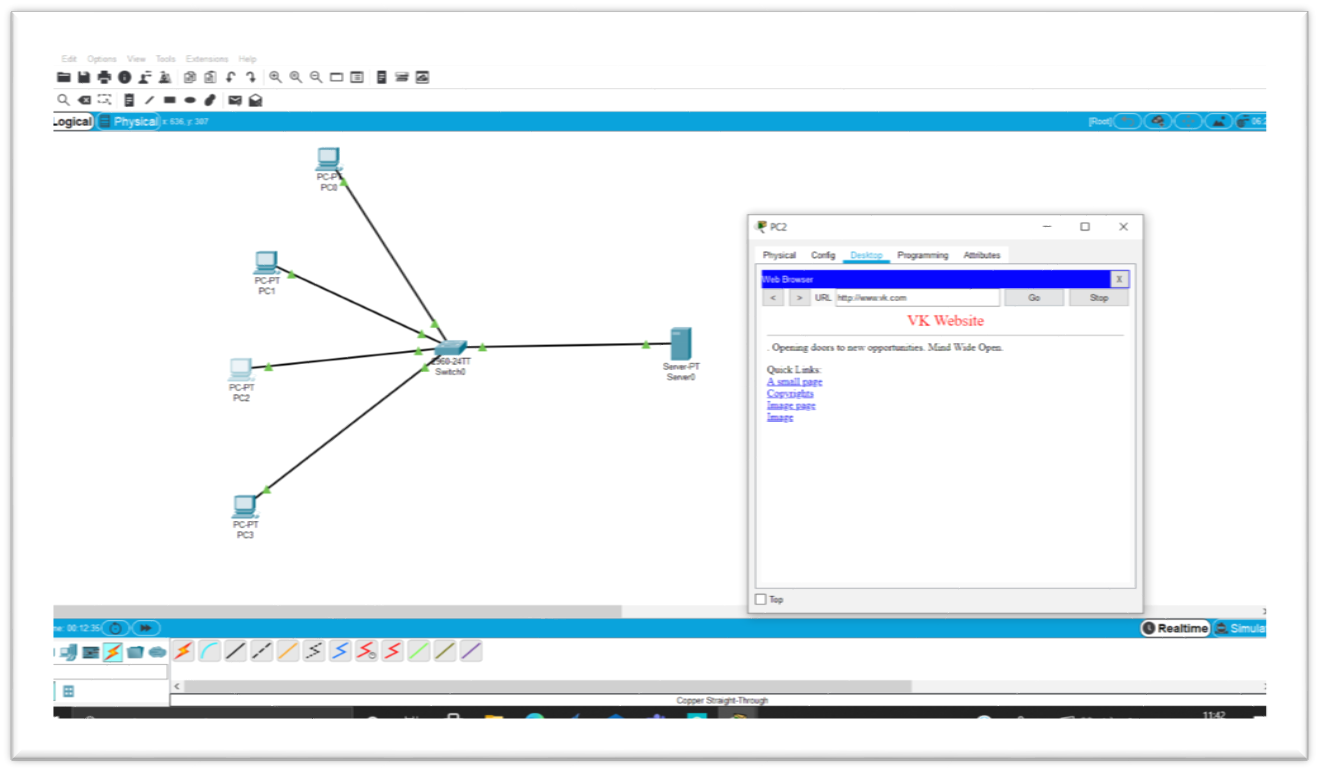 Edit Options View Tools Extensions Help
Logical Physical x: 636, y: 307 [Root]
PC-PT
PC0
PC-PT
PC1
PC-PT
PC2
PC-PT
PC3
2960-24TT
Switch0
Server-PT
Server0
PC2
Physical Config Desktop Programming Attributes
Web Browser X
< > URL http://www.vk.com Go Stop
VK Website
. Opening doors to new opportunities. Mind Wide Open.
Quick Links:
A small page
Copyrights
Image page
Image
Top
me: 00:12:35 Realtime Simula
Copper Straight-Through
11:42